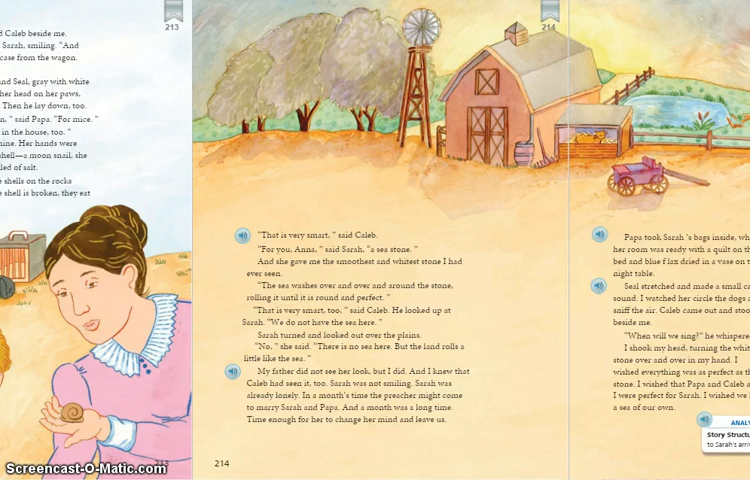 213
d Caleb beside me.
Sarah, smiling. "And
case from the wagon.
and Seal, gray with white
her head on her paws,
Then he lay down, too.
n, " said Papa. "For mice. "
in the house, too. "
nine. Her hands were
shell—a moon snail, she
led of salt.
e shells on the rocks
e shell is broken, they eat
Screencast-O-Matic.com
214
"That is very smart, " said Caleb.
"For you, Anna, " said Sarah, "a sea stone. "
And she gave me the smoothest and whitest stone I had
ever seen.
"The sea washes over and over and around the stone,
rolling it until it is round and perfect. "
"That is very smart, too, " said Caleb. He looked up at
Sarah. "We do not have the sea here. "
Sarah turned and looked out over the plains.
"No, " she said. "There is no sea here. But the land rolls a
little like the sea. "
My father did not see her look, but I did. And I knew that
Caleb had seen it, too. Sarah was not smiling. Sarah was
already lonely. In a month's time the preacher might come
to marry Sarah and Papa. And a month was a long time.
Time enough for her to change her mind and leave us.
214
Papa took Sarah 's bags inside, wh
her room was ready with a quilt on th
bed and blue f lax dried in a vase on t
night table.
Seal stretched and made a small ca
sound. I watched her circle the dogs a
sniff the air. Caleb came out and stoo
beside me.
"When will we sing?" he whispere
I shook my head, turning the whit
stone over and over in my hand. I
wished everything was as perfect as th
stone. I wished that Papa and Caleb a
I were perfect for Sarah. I wished we h
a sea of our own.
ANALY
Story Structu
to Sarah's arriv